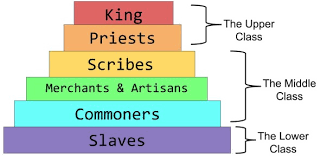 King
Priests
Scribes
Merchants & Artisans
Commoners
Slaves
The Upper
Class
The Middle
Class
The Lower
Class